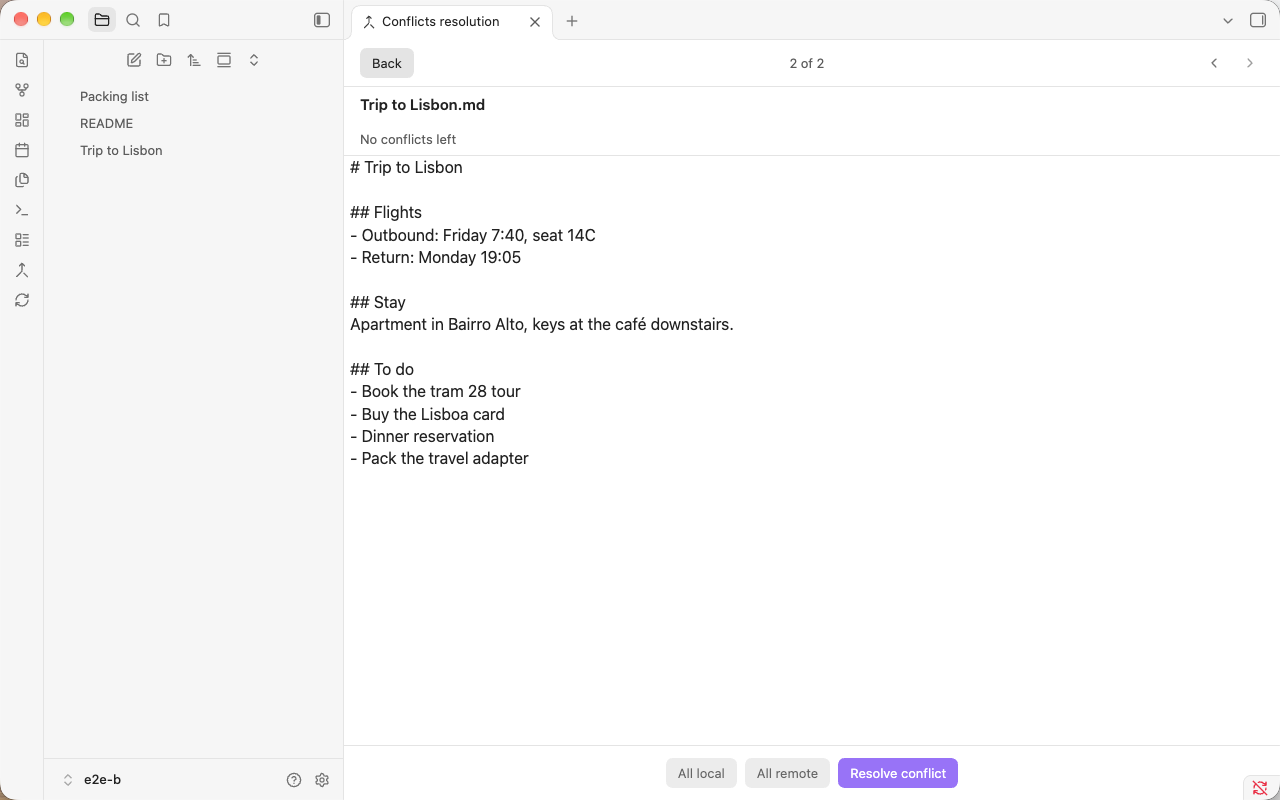 Conflicts resolution
Packing list
README
Trip to Lisbon
e2e-b
Back
2 of 2
Trip to Lisbon.md
No conflicts left
# Trip to Lisbon
## Flights
- Outbound: Friday 7:40, seat 14C
- Return: Monday 19:05
## Stay
Apartment in Bairro Alto, keys at the café downstairs.
## To do
- Book the tram 28 tour
- Buy the Lisboa card
- Dinner reservation
- Pack the travel adapter
All local
All remote
Resolve conflict